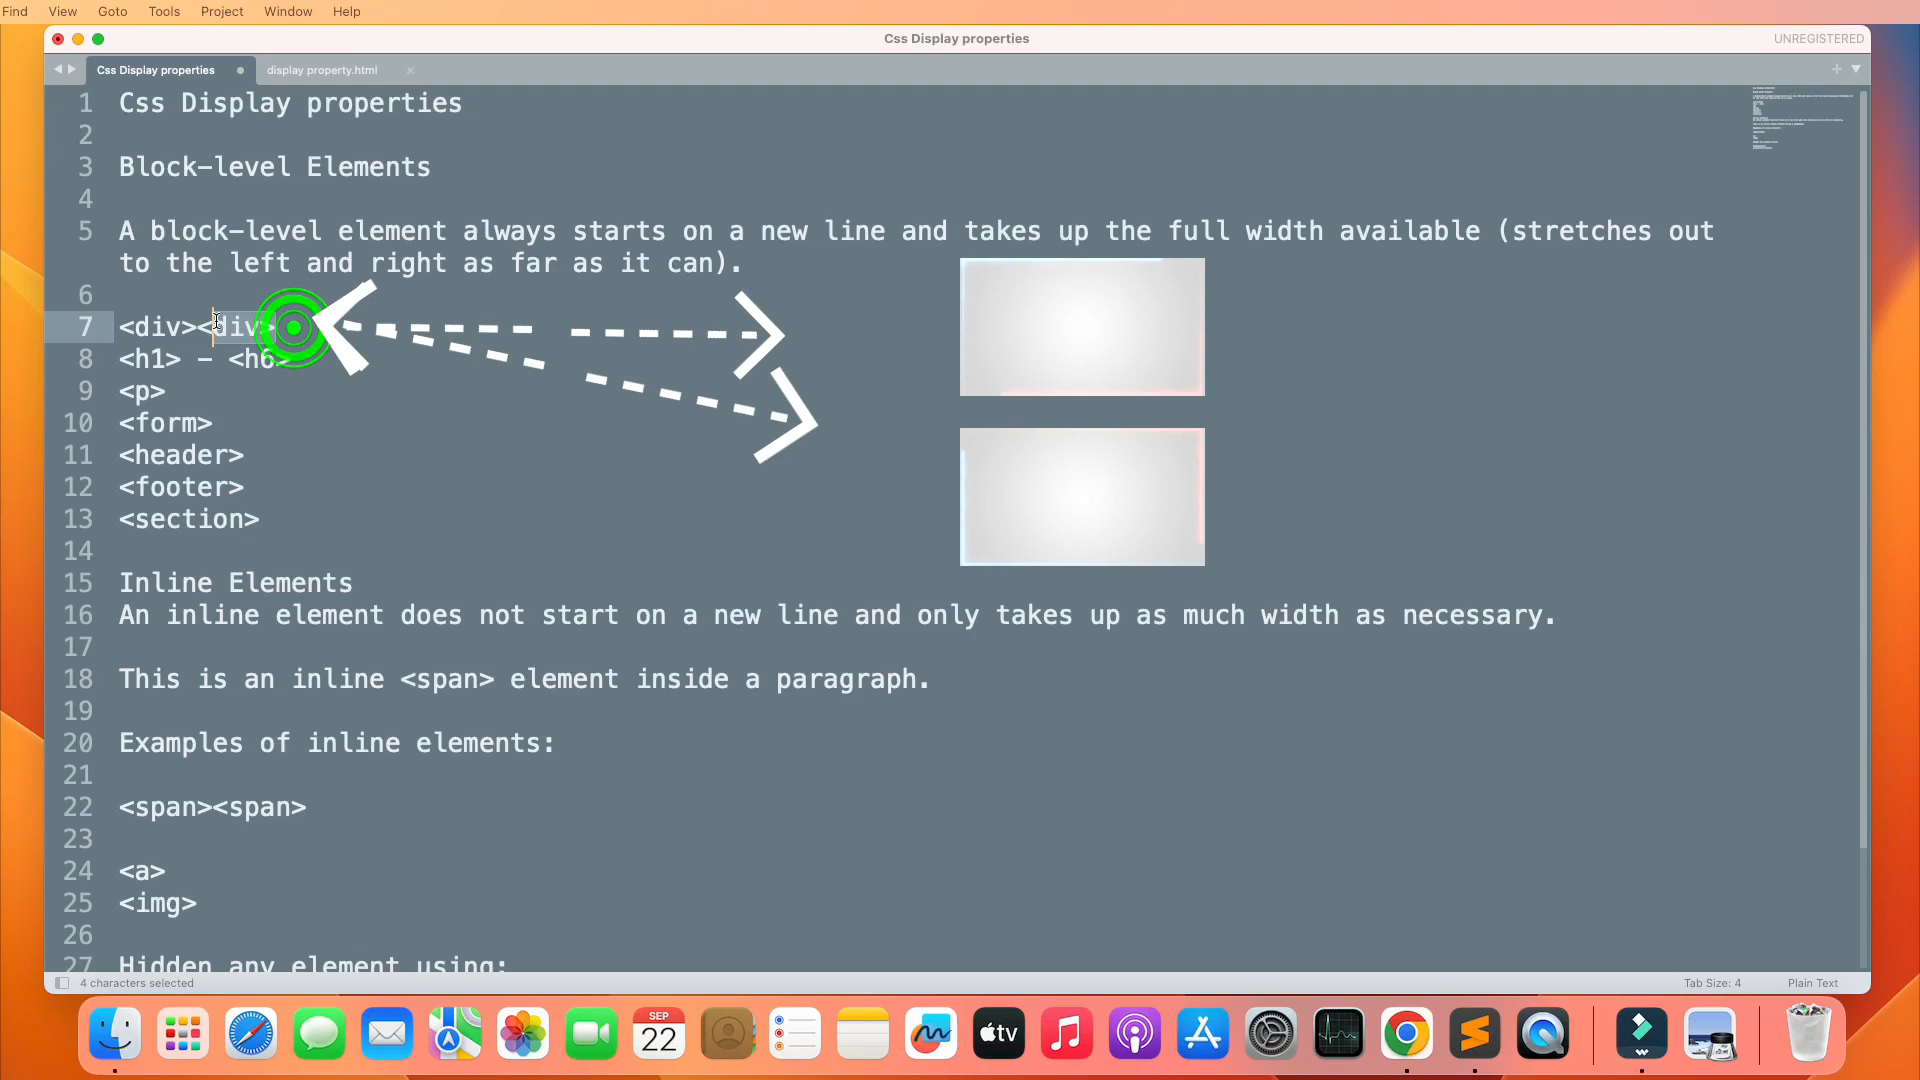 Find View Goto Tools Project Window Help
Css Display properties UNREGISTERED
Css Display properties display property.html
1 Css Display properties
2
3 Block-level Elements
4
5 A block-level element always starts on a new line and takes up the full width available (stretches out
to the left and right as far as it can).
6
7 <div><div>
8 <h1> - <h6>
9 <p>
10 <form>
11 <header>
12 <footer>
13 <section>
14
15 Inline Elements
16 An inline element does not start on a new line and only takes up as much width as necessary.
17
18 This is an inline <span> element inside a paragraph.
19
20 Examples of inline elements:
21
22 <span><span>
23
24 <a>
25 <img>
26
27 Hidden any element using:
4 characters selected Tab Size: 4 Plain Text
SEP
22
tv